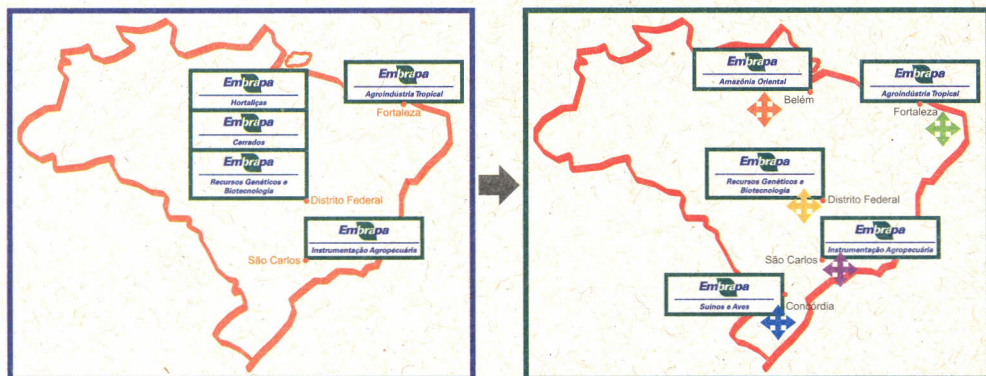 Embrapa
Hortaliças
Embrapa
Cerrados
Embrapa
Recursos Genéticos e
Biotecnologia
Embrapa
Agroindústria Tropical
Fortaleza
Distrito Federal
Embrapa
Instrumentação Agropecuária
São Carlos
Embrapa
Amazônia Oriental
Belém
Embrapa
Agroindústria Tropical
Fortaleza
Embrapa
Recursos Genéticos e
Biotecnologia
Distrito Federal
Embrapa
Instrumentação Agropecuária
São Carlos
Embrapa
Suínos e Aves
Concórdia